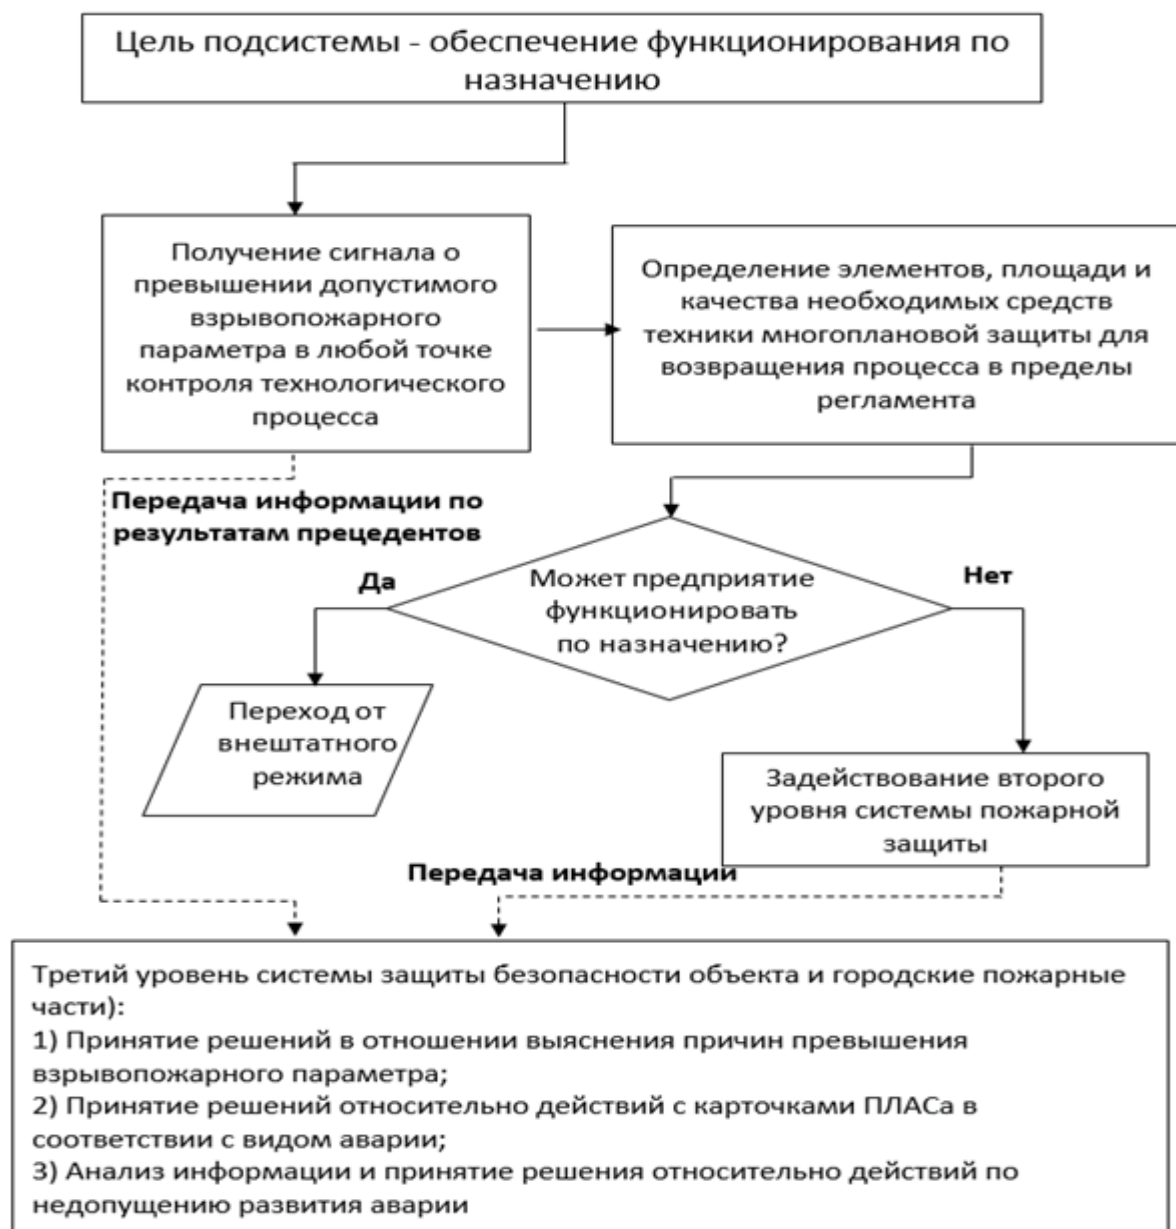 Цель подсистемы - обеспечение функционирования по
назначению
Получение сигнала о
превышении допустимого
взрывопожарного
параметра в любой точке
контроля технологического
процесса
Определение элементов, площади и
качества необходимых средств
техники многоплановой защиты для
возвращения процесса в пределы
регламента
Передача информации по
результатам прецедентов
Да
Может предприятие
функционировать
по назначению?
Нет
Переход от
внештатного
режима
Задействование второго
уровня системы пожарной
защиты
Передача информации
Третий уровень системы защиты безопасности объекта и городские пожарные
части):
1) Принятие решений в отношении выяснения причин превышения
взрывопожарного параметра;
2) Принятие решений относительно действий с карточками ПЛАСа в
соответствии с видом аварии;
3) Анализ информации и принятие решения относительно действий по
недопущению развития аварии